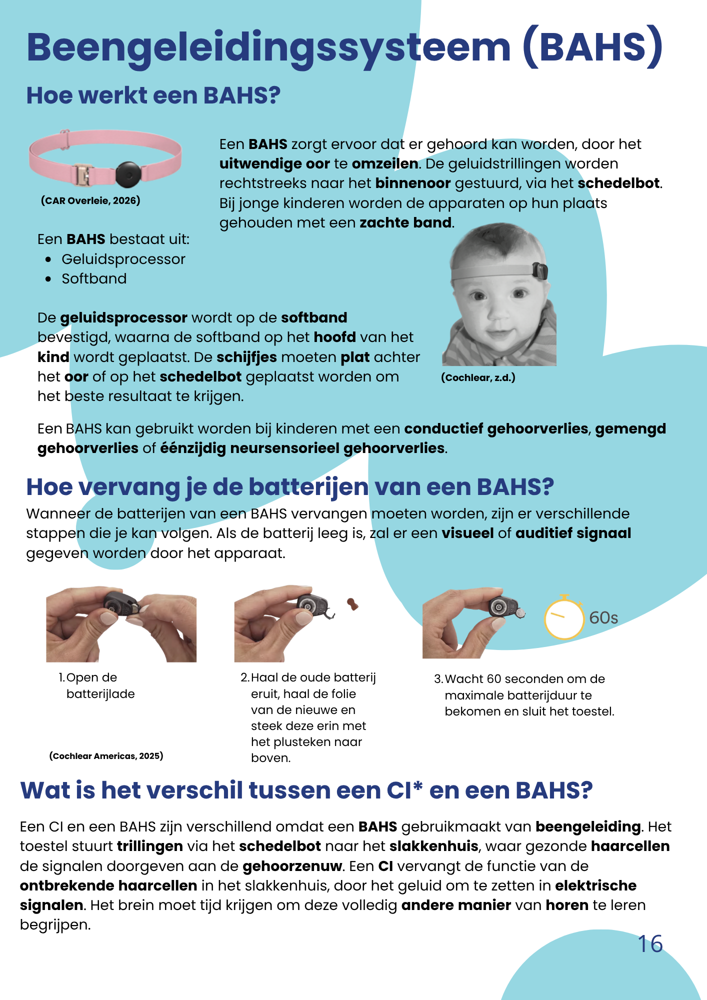 Beengeleidingssysteem (BAHS)
Hoe werkt een BAHS?
(CAR Overleie, 2026)
Een BAHS zorgt ervoor dat er gehoord kan worden, door het
uitwendige oor te omzeilen. De geluidstrillingen worden
rechtstreeks naar het binnenoor gestuurd, via het schedelbot.
Bij jonge kinderen worden de apparaten op hun plaats
gehouden met een zachte band.
Een BAHS bestaat uit:
• Geluidsprocessor
• Softband
De geluidsprocessor wordt op de softband
bevestigd, waarna de softband op het hoofd van het
kind wordt geplaatst. De schijfjes moeten plat achter
het oor of op het schedelbot geplaatst worden om
het beste resultaat te krijgen.
(Cochlear, z.d.)
Een BAHS kan gebruikt worden bij kinderen met een conductief gehoorverlies, gemengd
gehoorverlies of éénzijdig neursensorieel gehoorverlies.
Hoe vervang je de batterijen van een BAHS?
Wanneer de batterijen van een BAHS vervangen moeten worden, zijn er verschillende
stappen die je kan volgen. Als de batterij leeg is, zal er een visueel of auditief signaal
gegeven worden door het apparaat.
60s
1. Open de
batterijlade
2. Haal de oude batterij
eruit, haal de folie
van de nieuwe en
steek deze erin met
het plusteken naar
boven.
3. Wacht 60 seconden om de
maximale batterijduur te
bekomen en sluit het toestel.
(Cochlear Americas, 2025)
Wat is het verschil tussen een CI* en een BAHS?
Een CI en een BAHS zijn verschillend omdat een BAHS gebruikmaakt van beengeleiding. Het
toestel stuurt trillingen via het schedelbot naar het slakkenhuis, waar gezonde haarcellen
de signalen doorgeven aan de gehoorzenuw. Een CI vervangt de functie van de
ontbrekende haarcellen in het slakkenhuis, door het geluid om te zetten in elektrische
signalen. Het brein moet tijd krijgen om deze volledig andere manier van horen te leren
begrijpen.
16